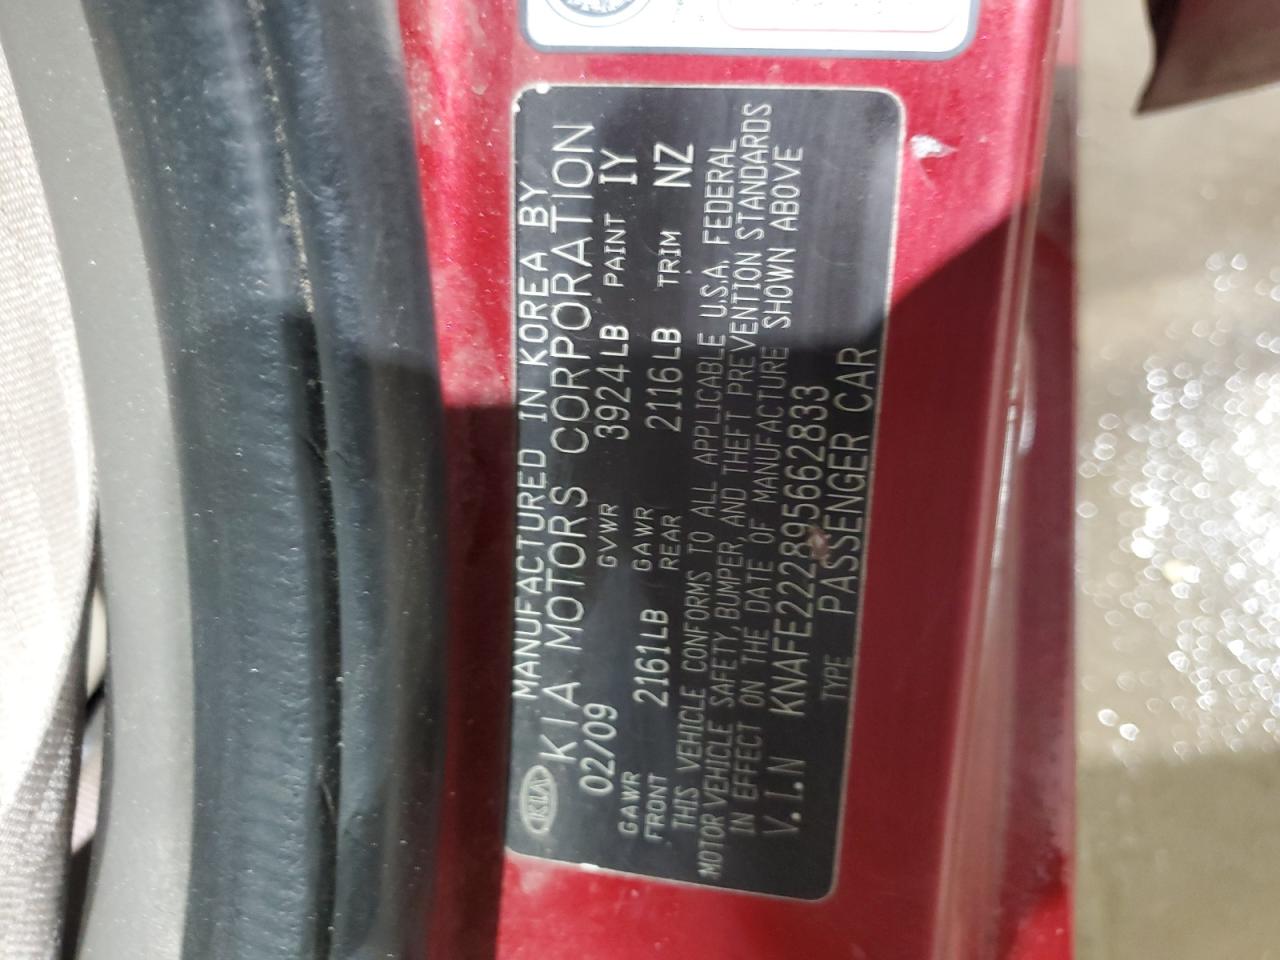 KIA MANUFACTURED IN KOREA BY
KIA MOTORS CORPORATION
02/09 GVWR 3924LB PAINT IY
GAWR FRONT 2161LB GAWR REAR 2116LB TRIM NZ
THIS VEHICLE CONFORMS TO ALL APPLICABLE U.S.A. FEDERAL
MOTOR VEHICLE SAFETY, BUMPER, AND THEFT PREVENTION STANDARDS
IN EFFECT ON THE DATE OF MANUFACTURE SHOWN ABOVE
V.I.N KNAFE222895662833
TYPE PASSENGER CAR